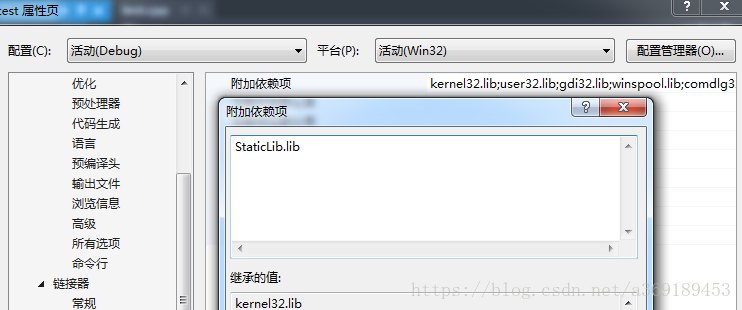 test 属性页
配置(C): 活动(Debug) 平台(P): 活动(Win32) 配置管理器(O)...
优化
预处理器
代码生成
语言
预编译头
输出文件
浏览信息
高级
所有选项
命令行
链接器
常规
附加依赖项 kernel32.lib;user32.lib;gdi32.lib;winspool.lib;comdlg3
附加依赖项
StaticLib.lib
继承的值:
kernel32.lib
https://blog.csdn.net/a369189453